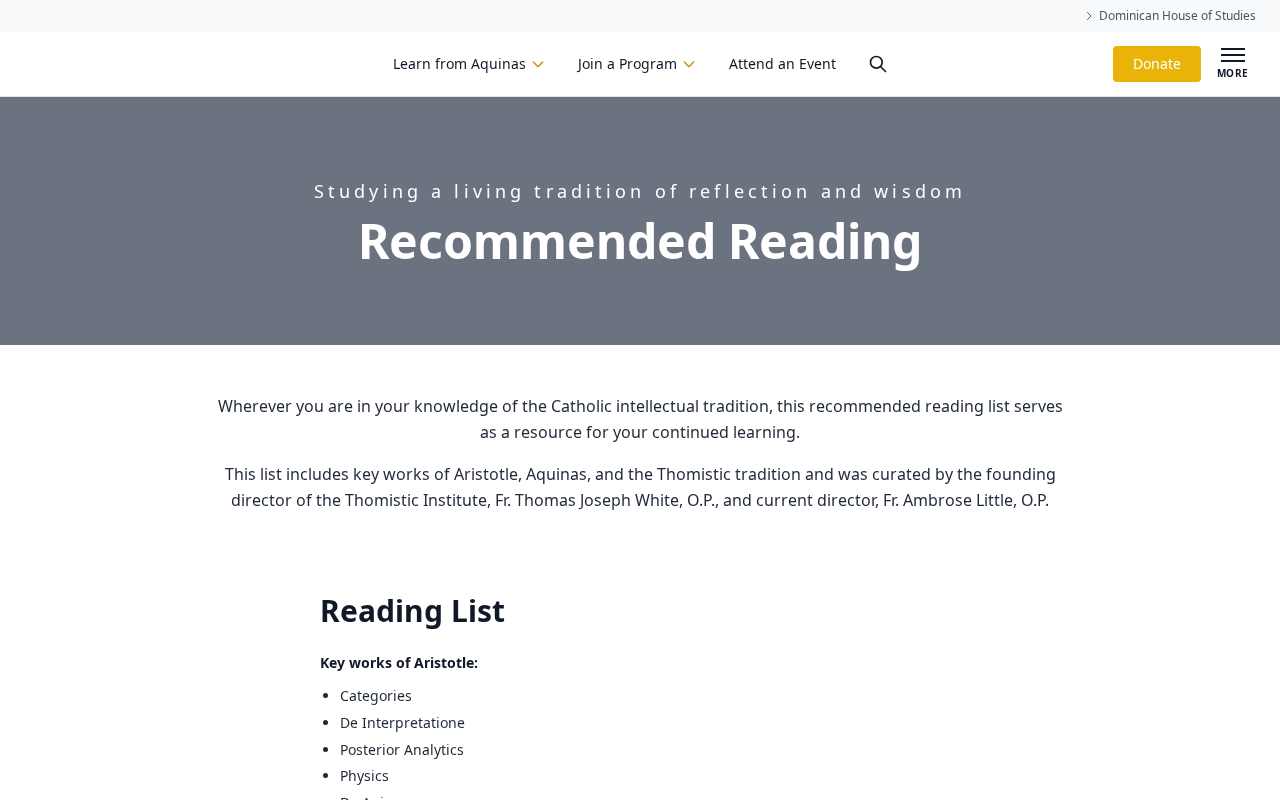 Dominican House of Studies
Learn from Aquinas
Join a Program
Attend an Event
Donate
MORE
Studying a living tradition of reflection and wisdom
Recommended Reading
Wherever you are in your knowledge of the Catholic intellectual tradition, this recommended reading list serves
as a resource for your continued learning.
This list includes key works of Aristotle, Aquinas, and the Thomistic tradition and was curated by the founding
director of the Thomistic Institute, Fr. Thomas Joseph White, O.P., and current director, Fr. Ambrose Little, O.P.
Reading List
Key works of Aristotle:
Categories
De Interpretatione
Posterior Analytics
Physics